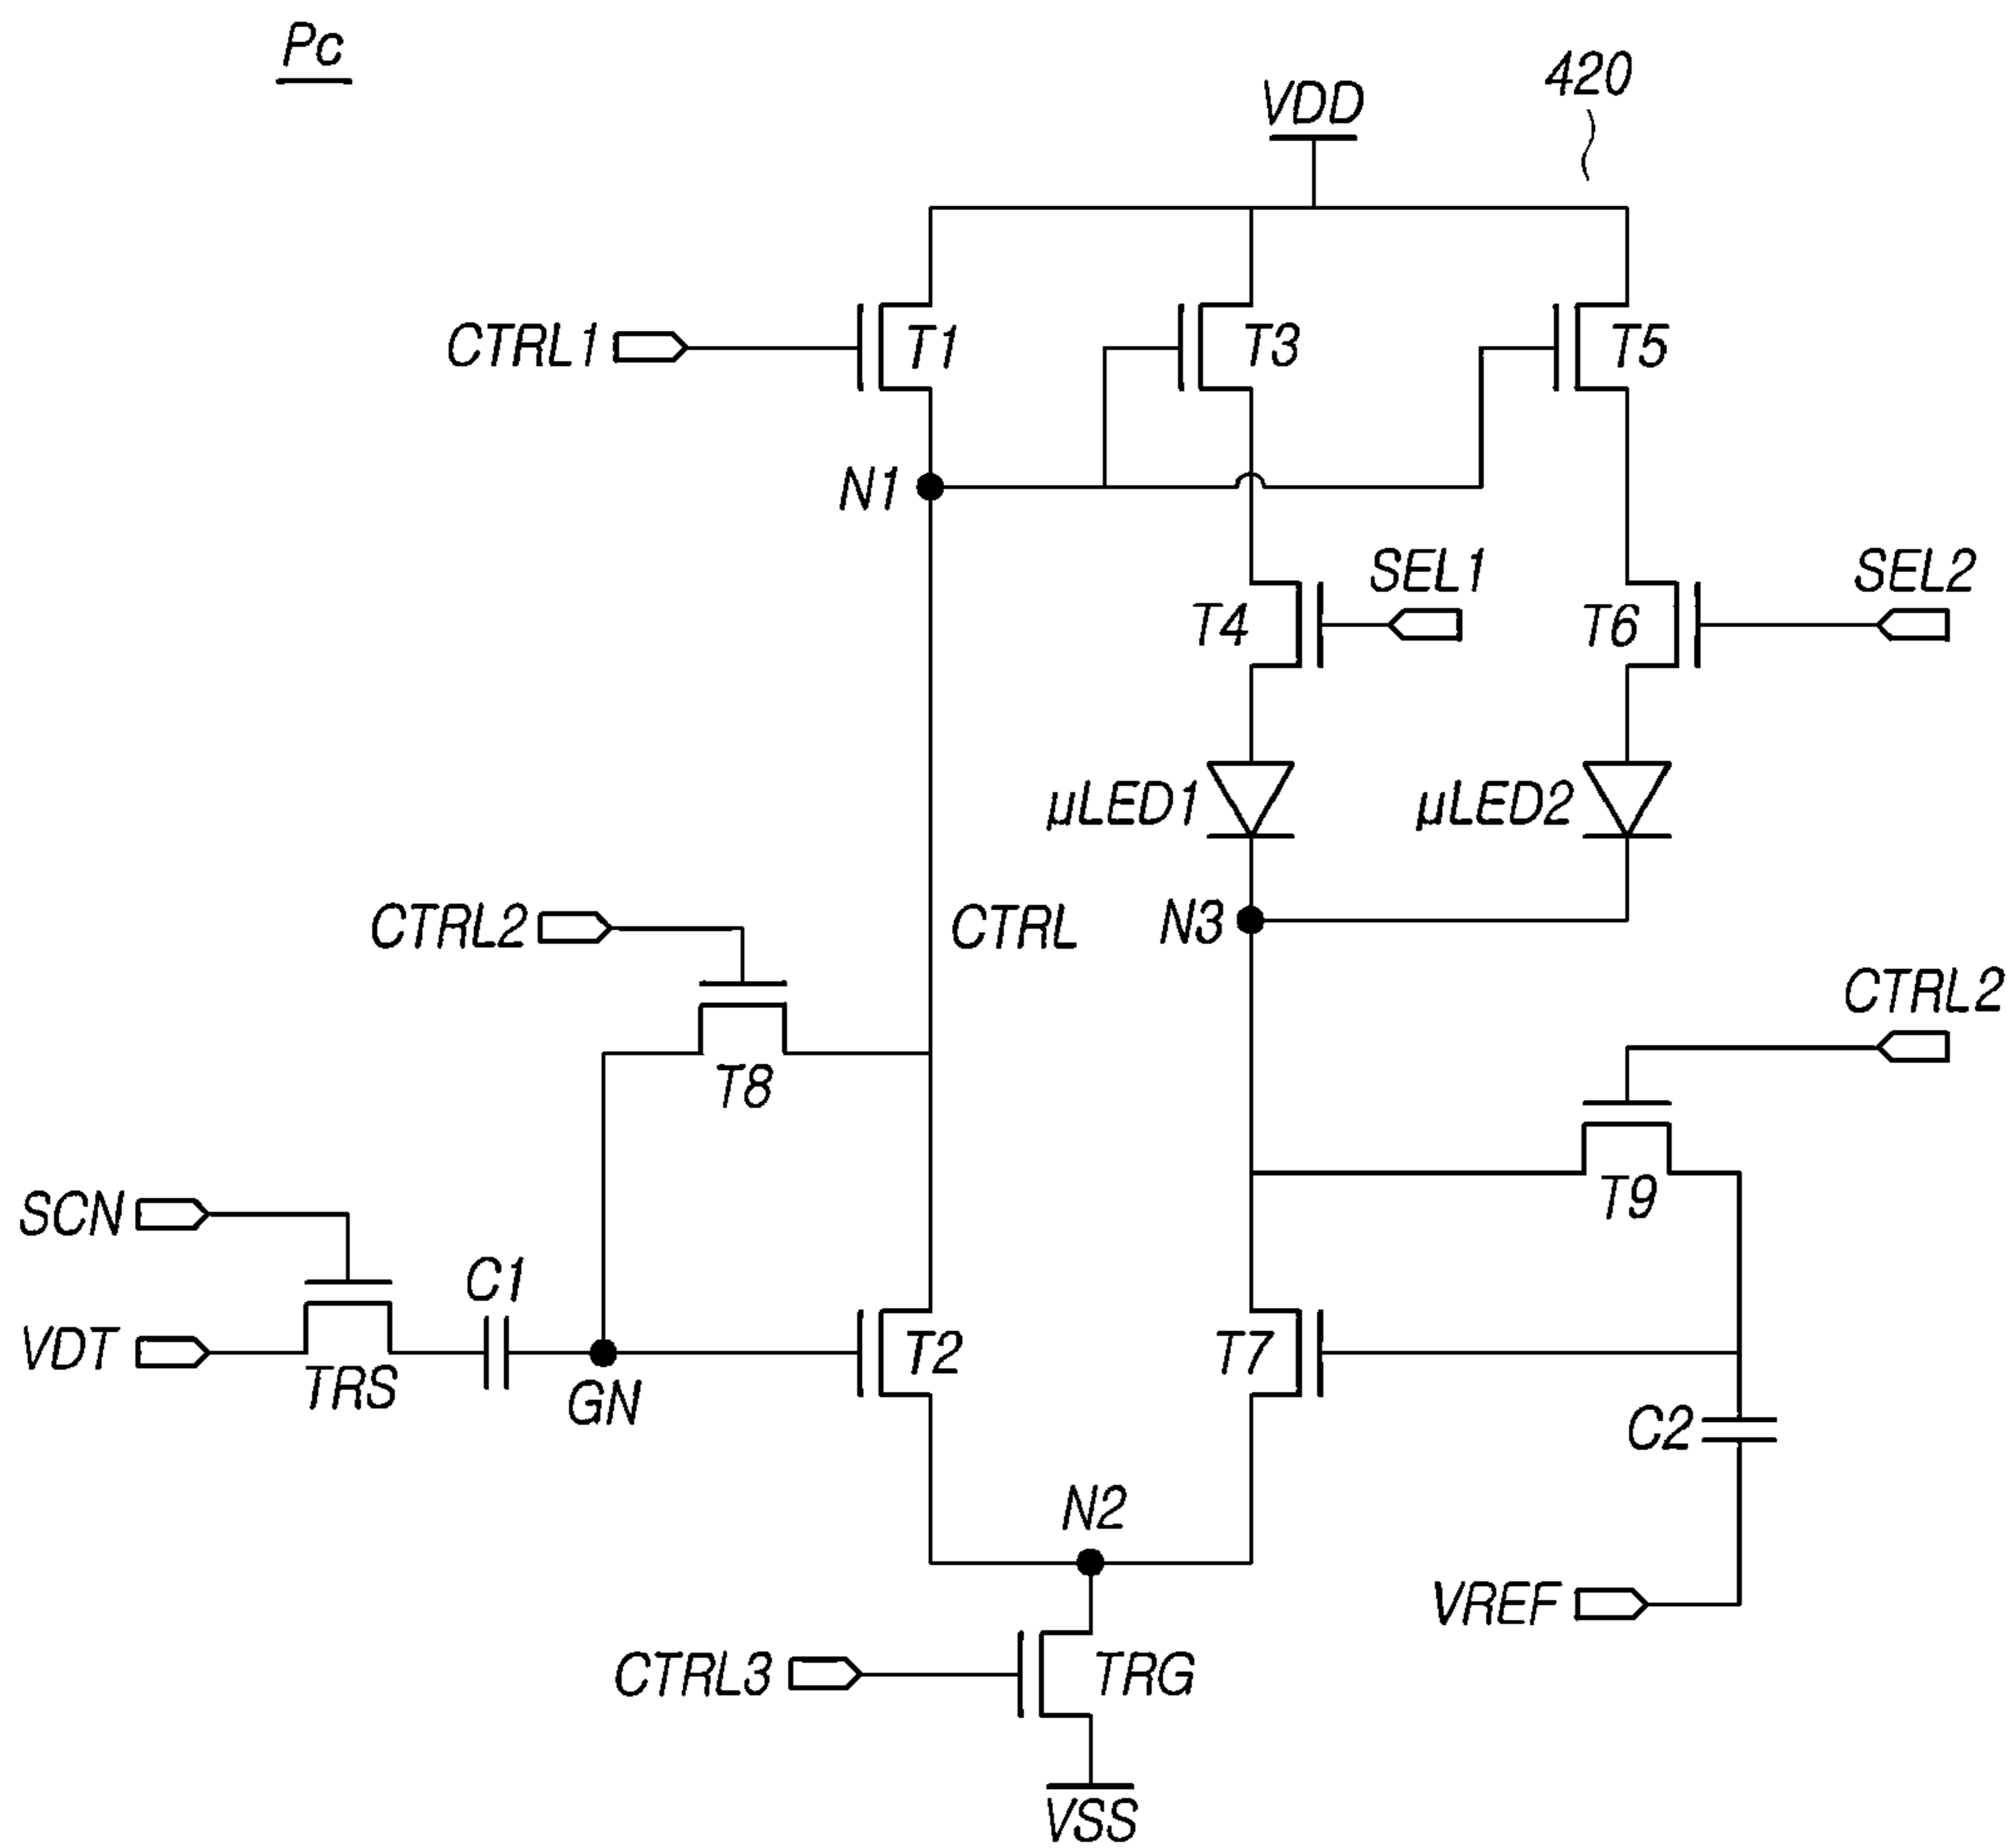 Pc
420
VDD
CTRL1
T1
T3
T5
N1
SEL1
SEL2
T4
T6
µLED1
µLED2
CTRL2
CTRL
N3
CTRL2
T8
T9
SCN
C1
VDT
TRS
GN
T2
T7
C2
N2
VREF
CTRL3
TRG
VSS